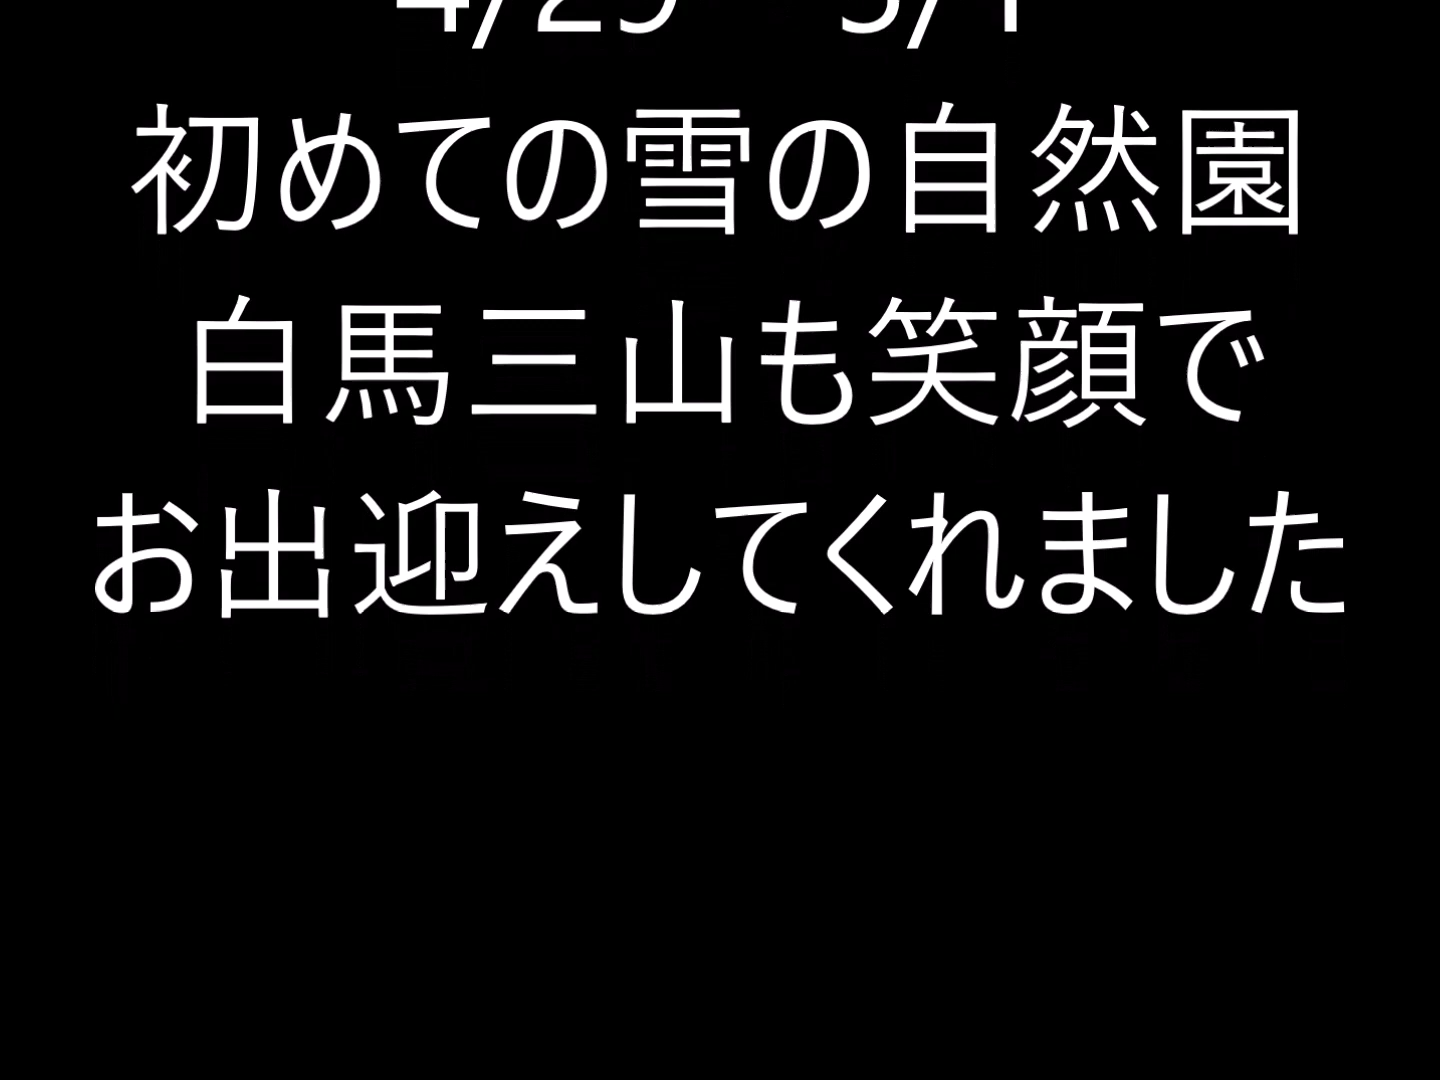 初めての雪の自然園
白馬三山も笑顔で
お出迎えしてくれました